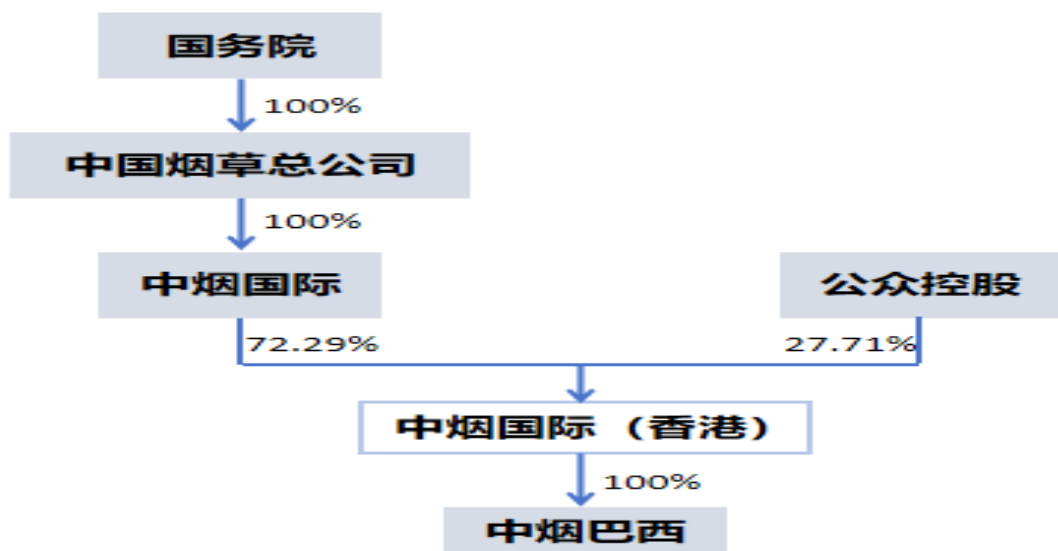 国务院
100%
中国烟草总公司
100%
中烟国际
公众控股
72.29%
27.71%
中烟国际（香港）
100%
中烟巴西